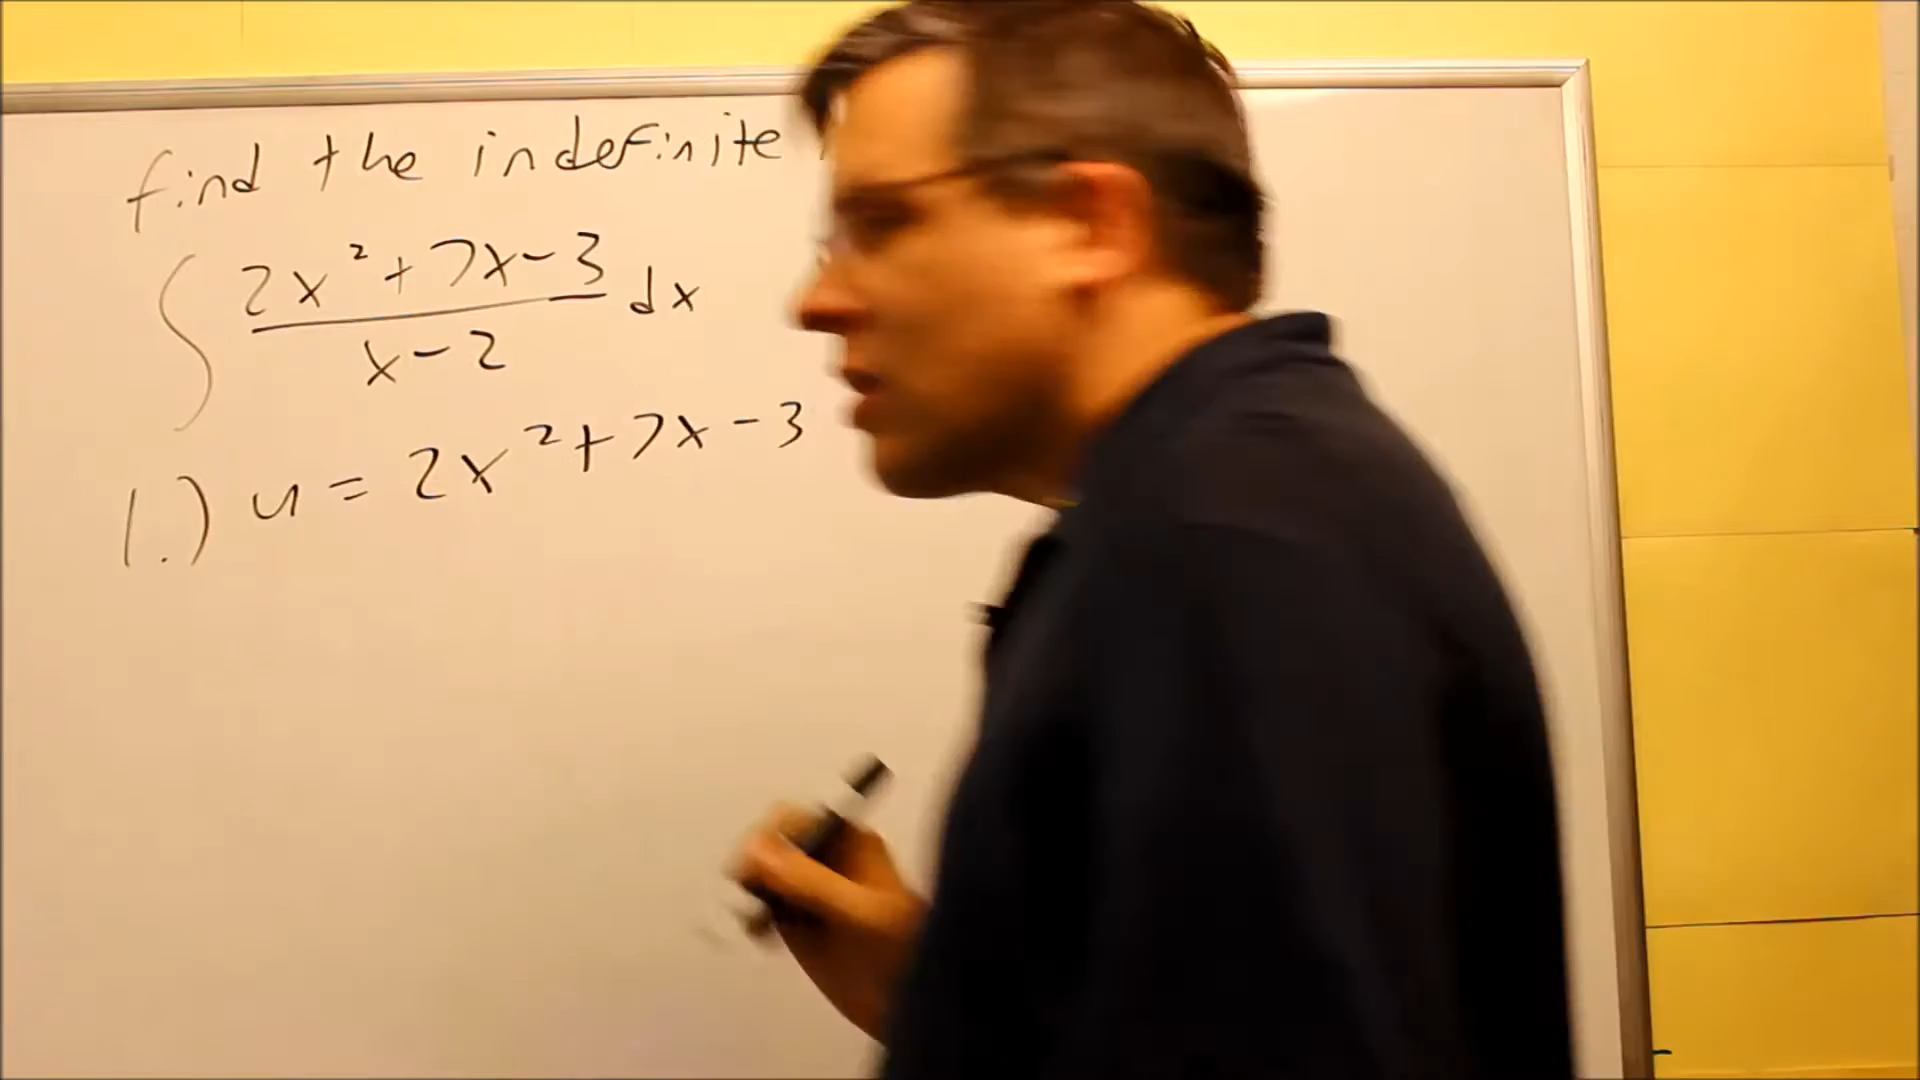 find the indefinite
∫ (2x² + 7x - 3)/(x - 2) dx
1.) u = 2x² + 7x - 3